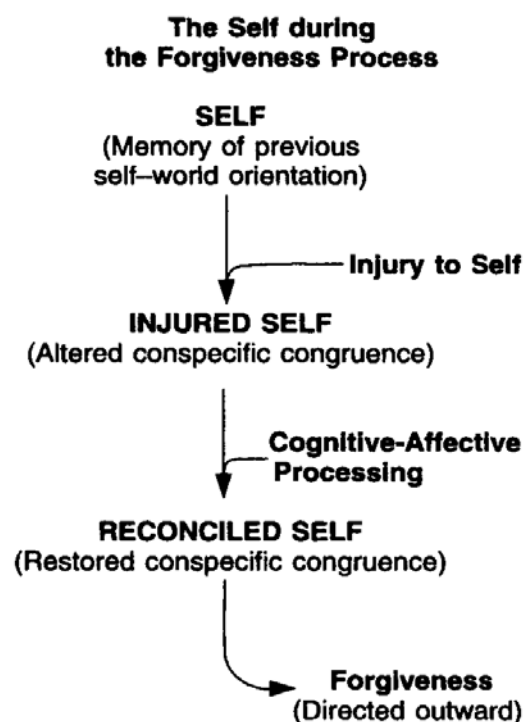 The Self during
the Forgiveness Process
SELF
(Memory of previous
self–world orientation)
Injury to Self
INJURED SELF
(Altered conspecific congruence)
Cognitive-Affective
Processing
RECONCILED SELF
(Restored conspecific congruence)
Forgiveness
(Directed outward)